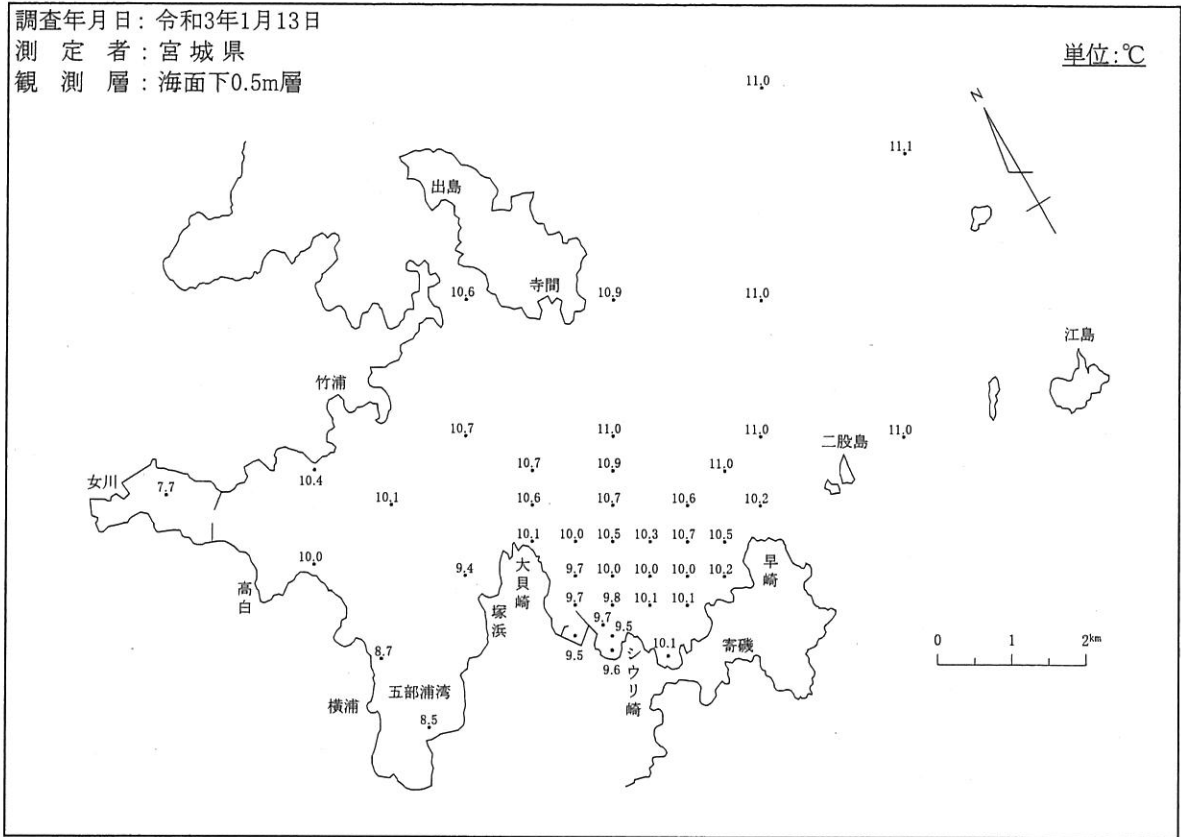 調査年月日：令和3年1月13日
測 定 者：宮 城 県
観 測 層：海面下0.5m層
単位：℃
11.0
N
11.1
出島
寺間
10.6
10.9
11.0
江島
竹浦
10.7
11.0
11.0
11.0
二股島
10.7
10.9
11.0
女川
7.7
10.4
10.1
10.6
10.7
10.6
10.2
10.1
10.0
10.5
10.3
10.7
10.5
10.0
9.4
大貝崎
9.7
10.0
10.0
10.0
10.2
早崎
高白
塚浜
9.7
9.8
10.1
10.1
9.7
9.5
9.5
9.6
シウリ崎
10.1
寄磯
0 1 2km
8.7
五部浦湾
横浦
8.5